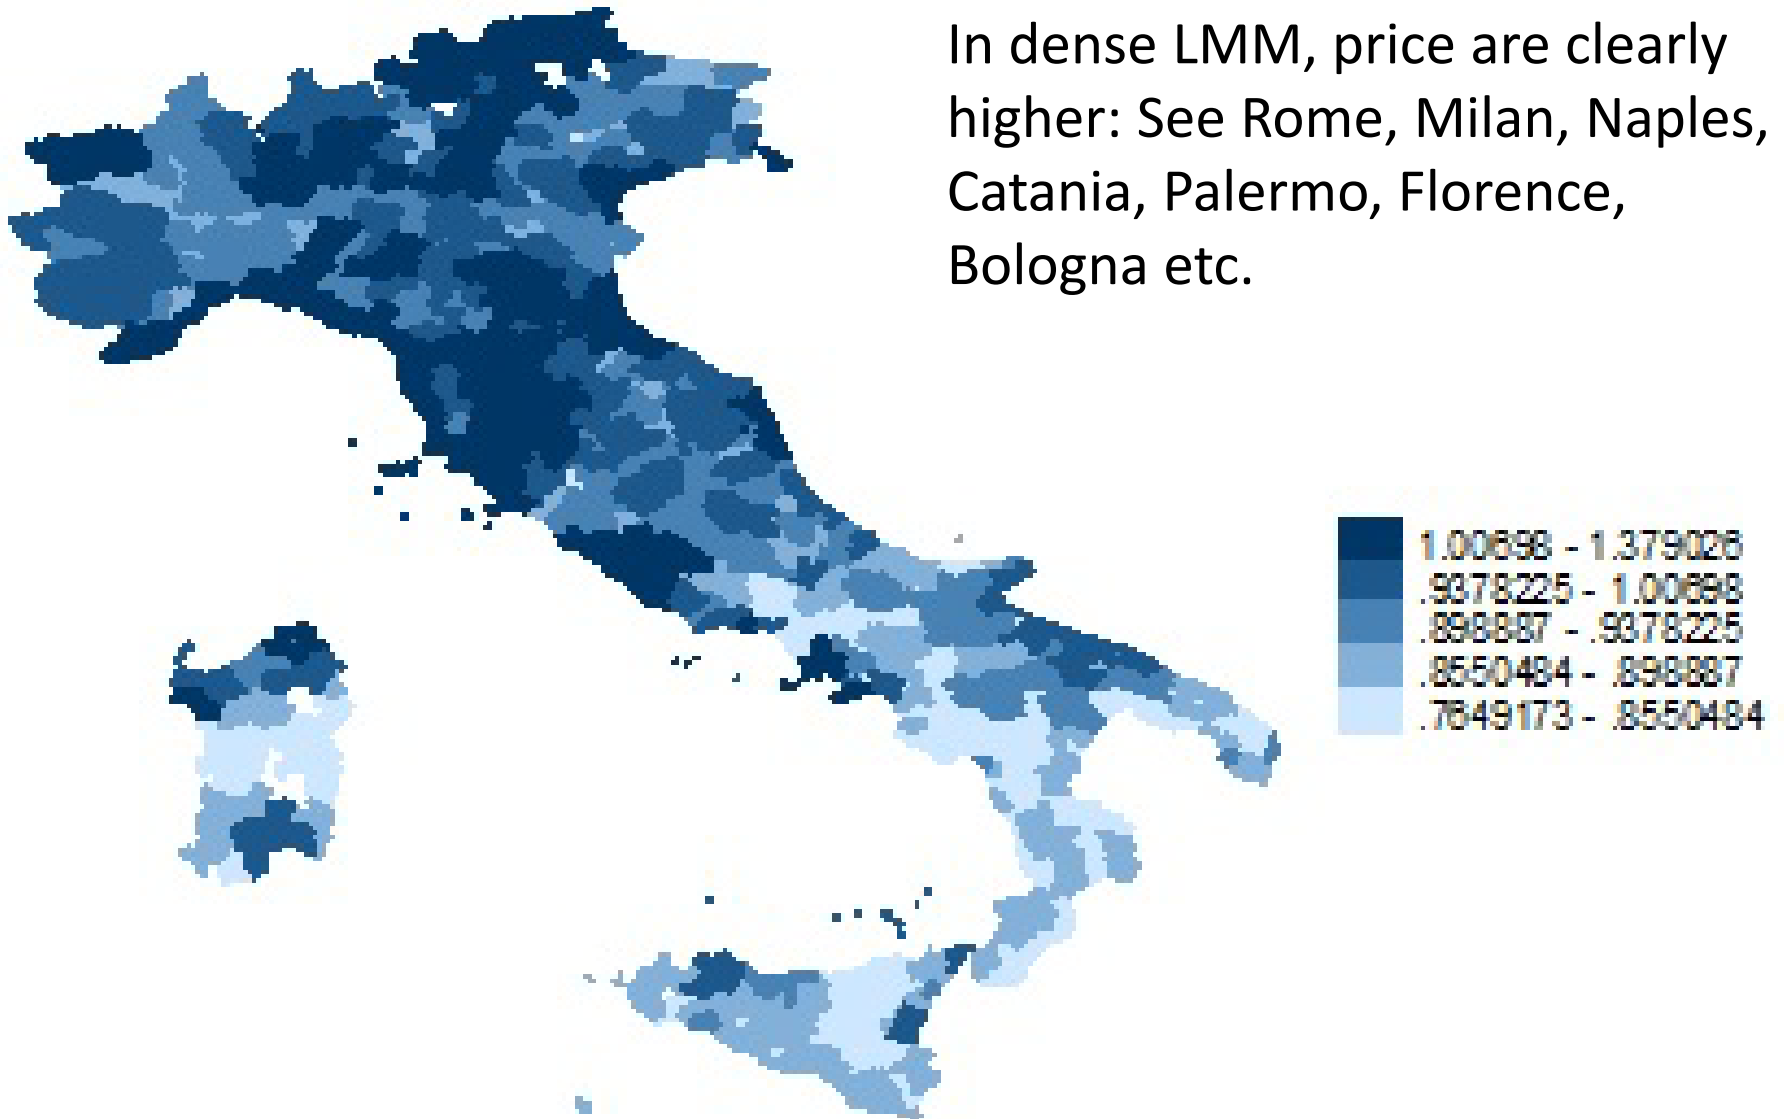 In dense LMM, price are clearly
higher: See Rome, Milan, Naples,
Catania, Palermo, Florence,
Bologna etc.
1.00698 - 1.379026
.9378225 - 1.00698
.898887 - .9378225
.8550484 - .898887
.7649173 - .8550484